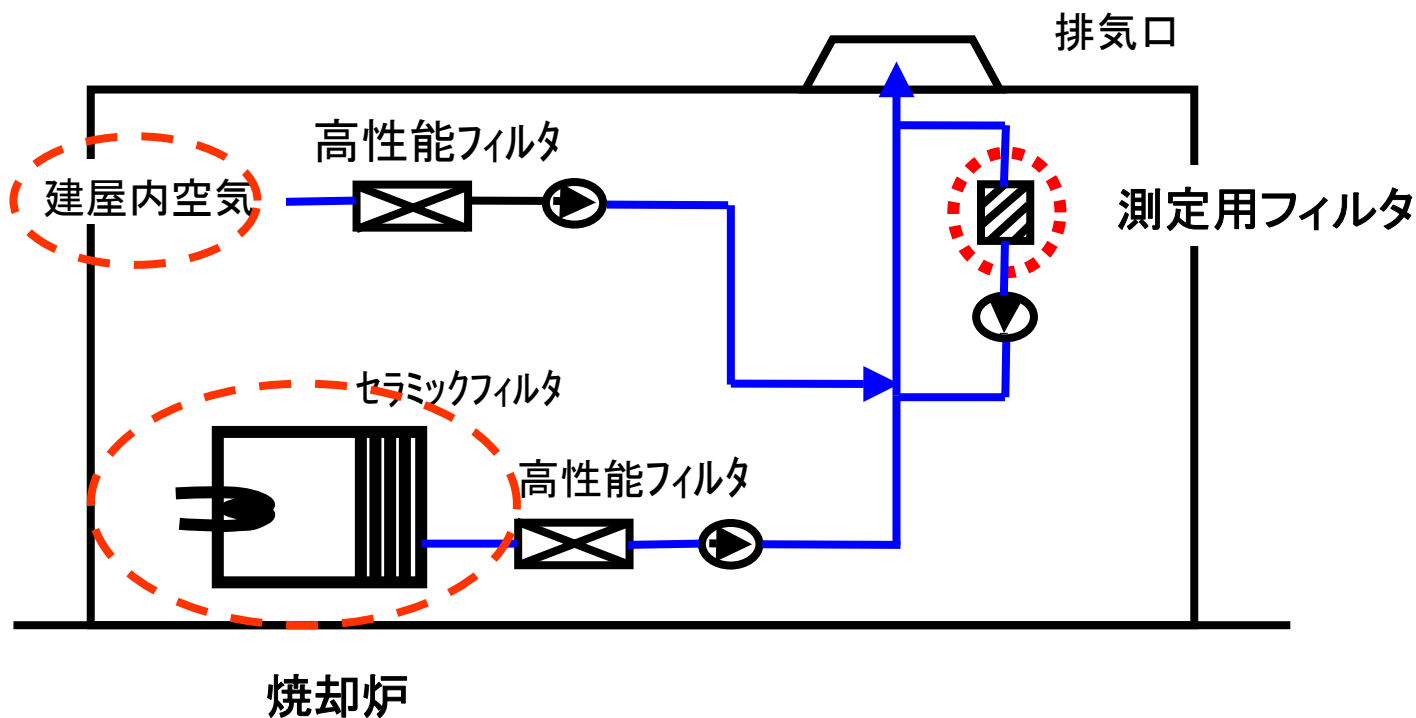 排気口
高性能フィルタ
建屋内空気
測定用フィルタ
セラミックフィルタ
高性能フィルタ
焼却炉